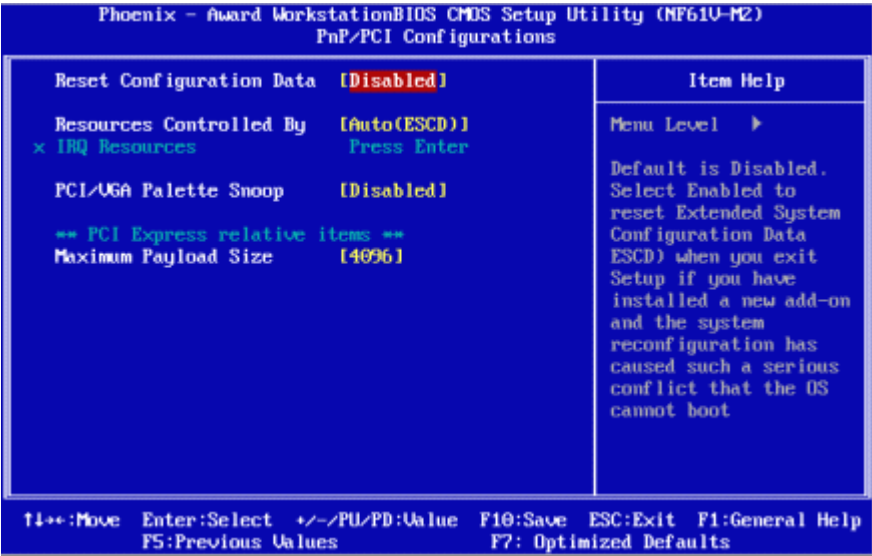 Phoenix - Award WorkstationBIOS CMOS Setup Utility (NF61V-M2)
PnP/PCI Configurations
Reset Configuration Data [Disabled]
Resources Controlled By [Auto(ESCD)]
x IRQ Resources Press Enter
PCI/VGA Palette Snoop [Disabled]
** PCI Express relative items **
Maximum Payload Size [4096]
Item Help
Menu Level ▶
Default is Disabled.
Select Enabled to
reset Extended System
Configuration Data
ESCD) when you exit
Setup if you have
installed a new add-on
and the system
reconfiguration has
caused such a serious
conflict that the OS
cannot boot
↑↓→←:Move Enter:Select +/-/PU/PD:Value F10:Save ESC:Exit F1:General Help
F5:Previous Values F7: Optimized Defaults